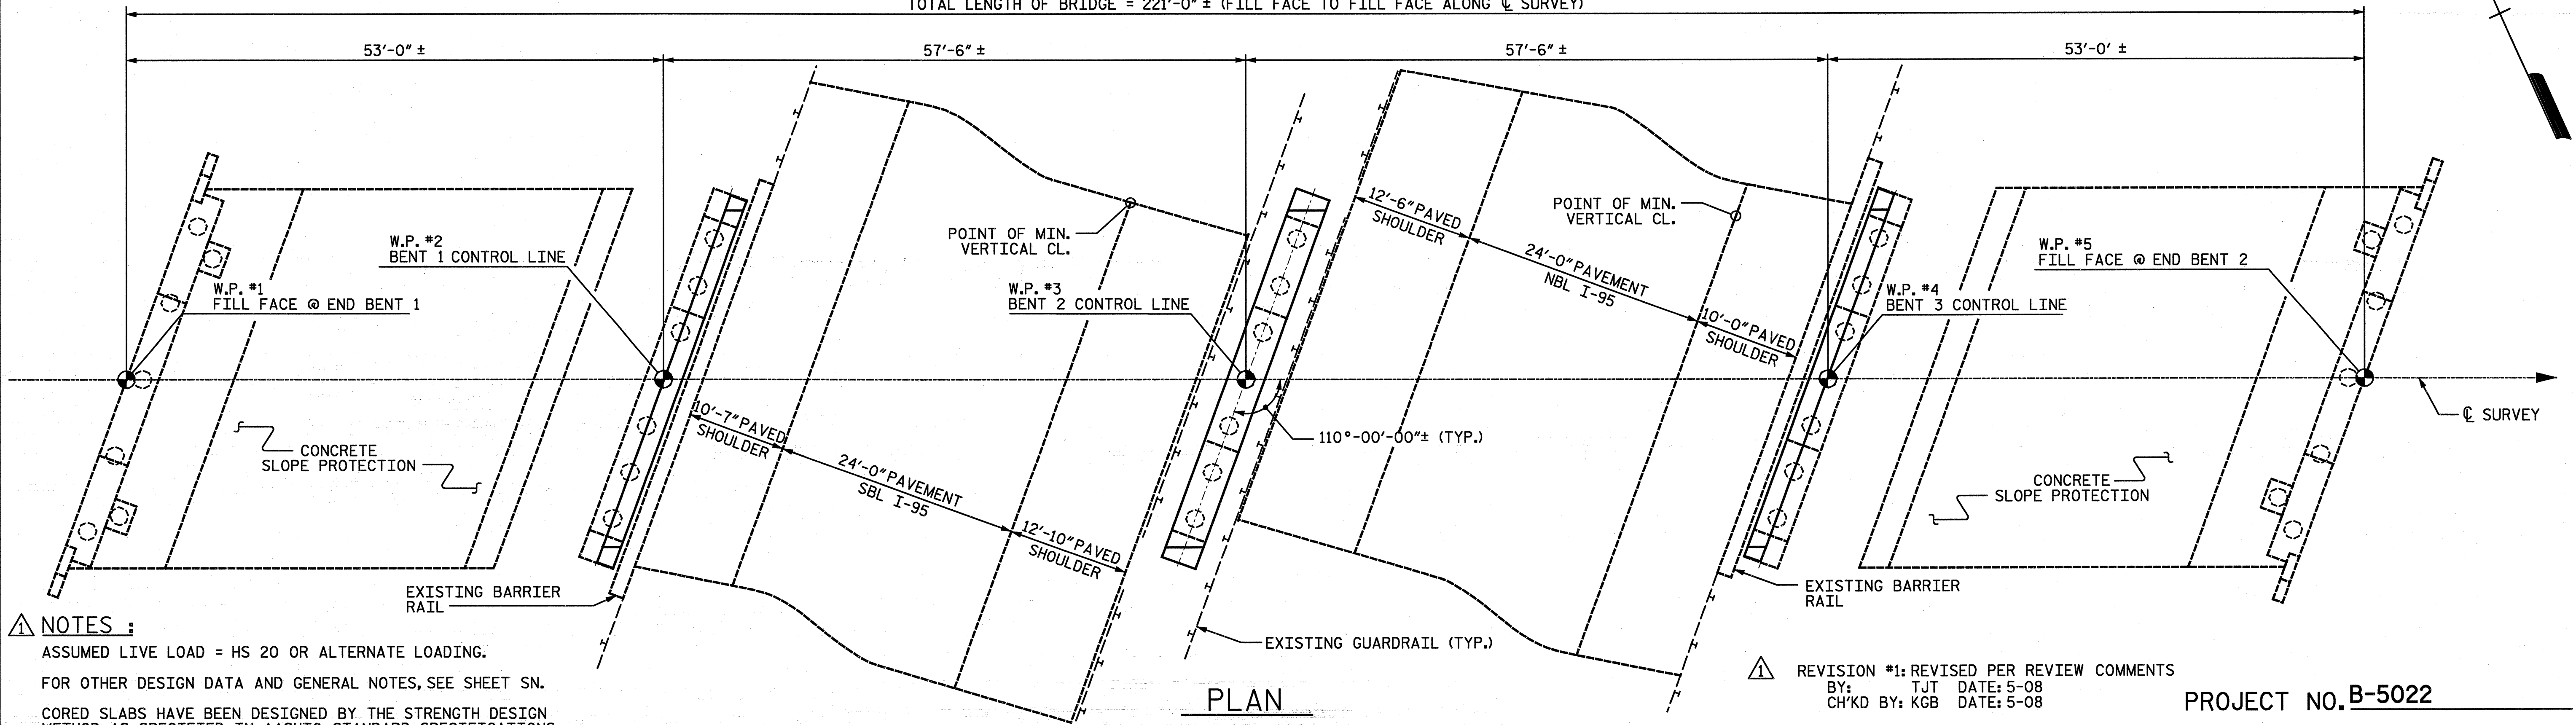 TOTAL LENGTH OF BRIDGE = 221'-0" ± (FILL FACE TO FILL FACE ALONG ℄ SURVEY)
53'-0" ±
57'-6" ±
57'-6" ±
53'-0' ±
W.P. #1
FILL FACE @ END BENT 1
W.P. #2
BENT 1 CONTROL LINE
POINT OF MIN.
VERTICAL CL.
W.P. #3
BENT 2 CONTROL LINE
12'-6" PAVED
SHOULDER
24'-0" PAVEMENT
NBL I-95
10'-0" PAVED
SHOULDER
POINT OF MIN.
VERTICAL CL.
W.P. #4
BENT 3 CONTROL LINE
W.P. #5
FILL FACE @ END BENT 2
℄ SURVEY
CONCRETE
SLOPE PROTECTION
10'-7" PAVED
SHOULDER
24'-0" PAVEMENT
SBL I-95
12'-10" PAVED
SHOULDER
110°-00'-00"± (TYP.)
CONCRETE
SLOPE PROTECTION
EXISTING BARRIER
RAIL
EXISTING GUARDRAIL (TYP.)
EXISTING BARRIER
RAIL
1 NOTES :
ASSUMED LIVE LOAD = HS 20 OR ALTERNATE LOADING.
FOR OTHER DESIGN DATA AND GENERAL NOTES, SEE SHEET SN.
CORED SLABS HAVE BEEN DESIGNED BY THE STRENGTH DESIGN
METHOD AS SPECIFIED IN AASHTO STANDARD SPECIFICATIONS
PLAN
1 REVISION #1: REVISED PER REVIEW COMMENTS
BY: TJT DATE: 5-08
CH'KD BY: KGB DATE: 5-08
PROJECT NO. B-5022